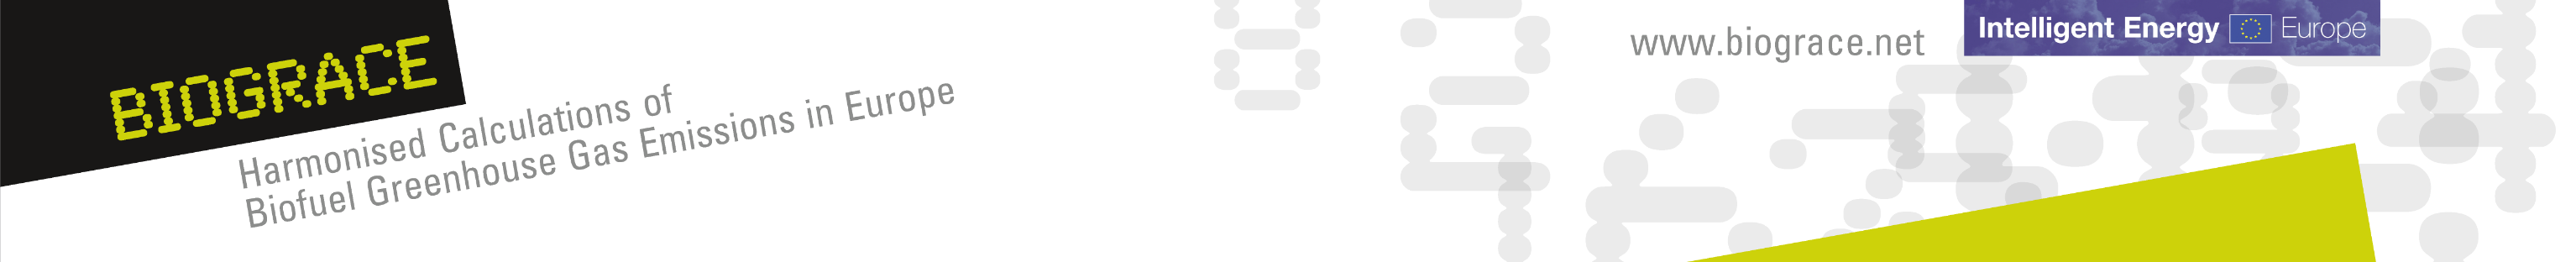 BIOGRACE
Harmonised Calculations of
Biofuel Greenhouse Gas Emissions in Europe
www.biograce.net
Intelligent Energy Europe